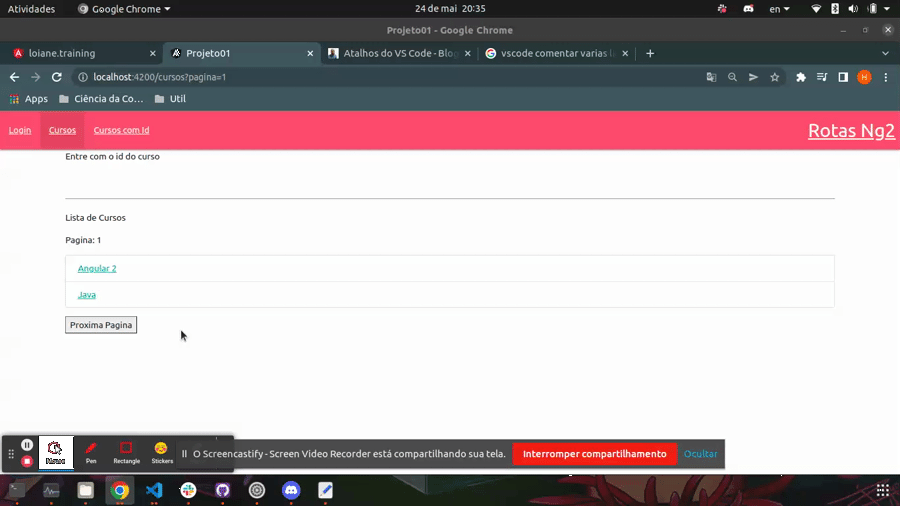 Atividades
Google Chrome
24 de mai 20:35
en
Projeto01 - Google Chrome
loiane.training
Projeto01
Atalhos do VS Code - Blog
vscode comentar varias l
localhost:4200/cursos?pagina=1
H
Apps
Ciência da Co...
Util
Login
Cursos
Cursos com Id
Rotas Ng2
Entre com o id do curso
Lista de Cursos
Pagina: 1
Angular 2
Java
Proxima Pagina
Pen
Rectangle
Stickers
O Screencastify - Screen Video Recorder está compartilhando sua tela.
Interromper compartilhamento
Ocultar